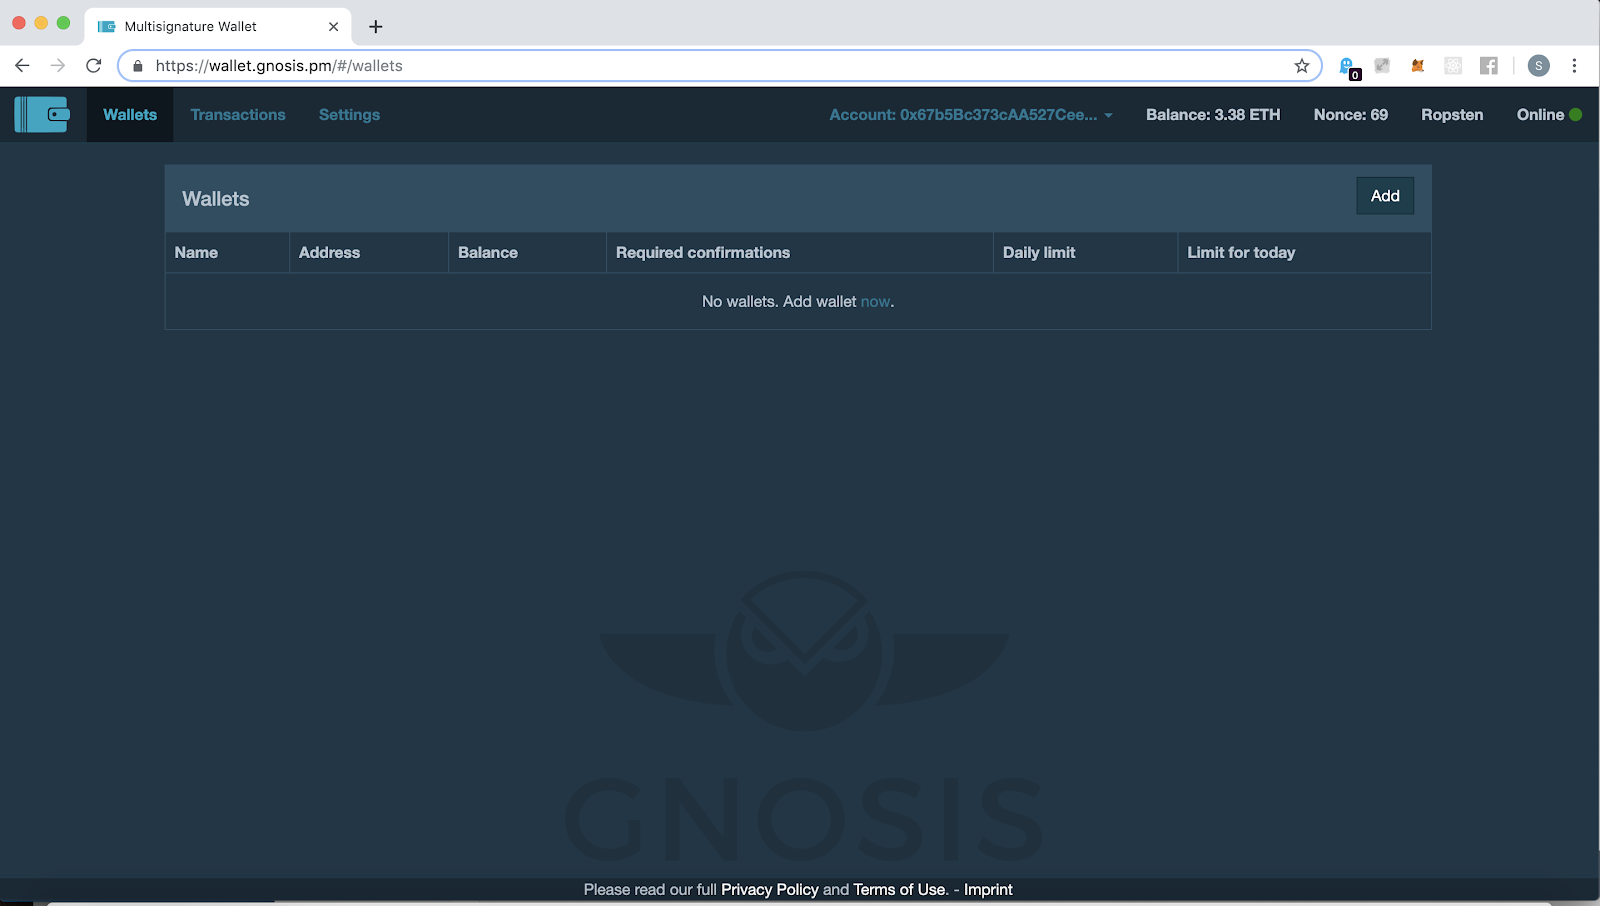 Multisignature Wallet
https://wallet.gnosis.pm/#/wallets
0
S
Wallets Transactions Settings Account: 0x67b5Bc373cAA527Cee... Balance: 3.38 ETH Nonce: 69 Ropsten Online
Wallets Add
Name Address Balance Required confirmations Daily limit Limit for today
No wallets. Add wallet now.
GNOSIS
Please read our full Privacy Policy and Terms of Use. - Imprint